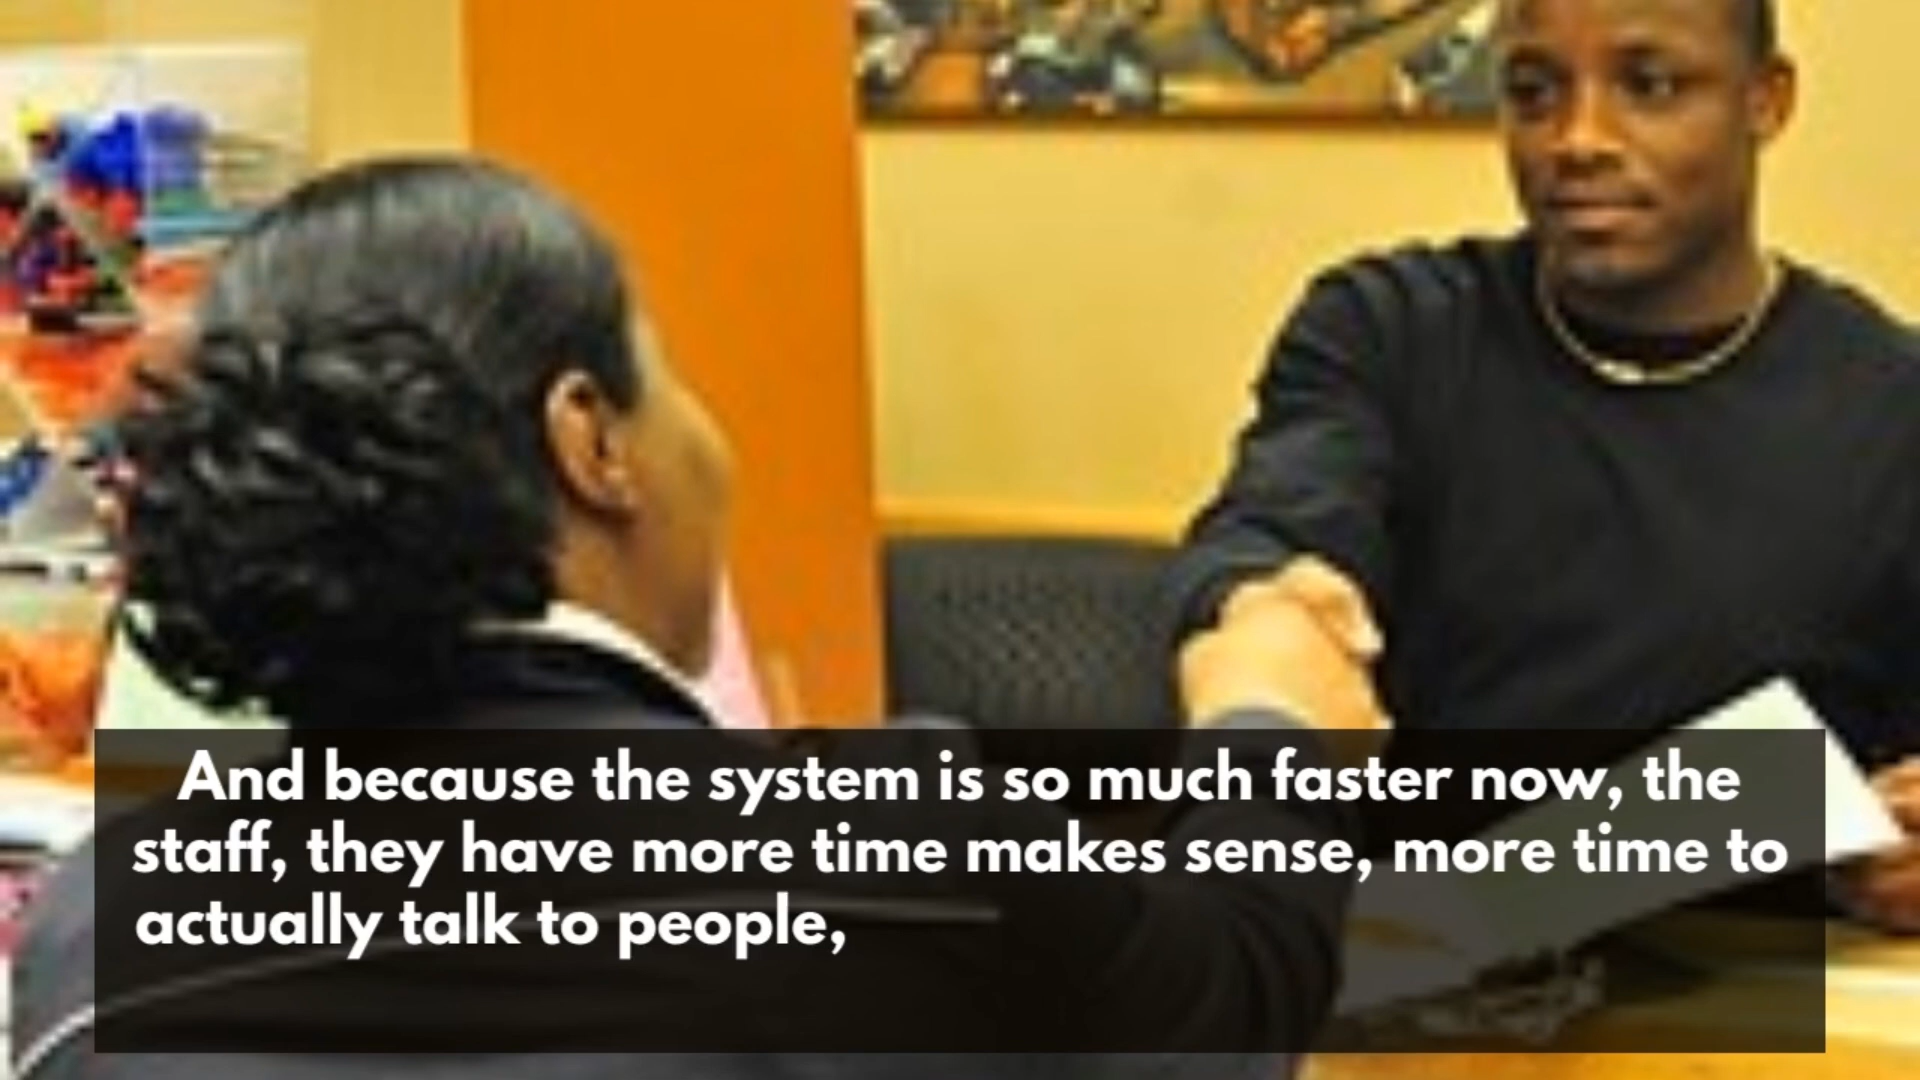 And because the system is so much faster now, the
staff, they have more time makes sense, more time to
actually talk to people,